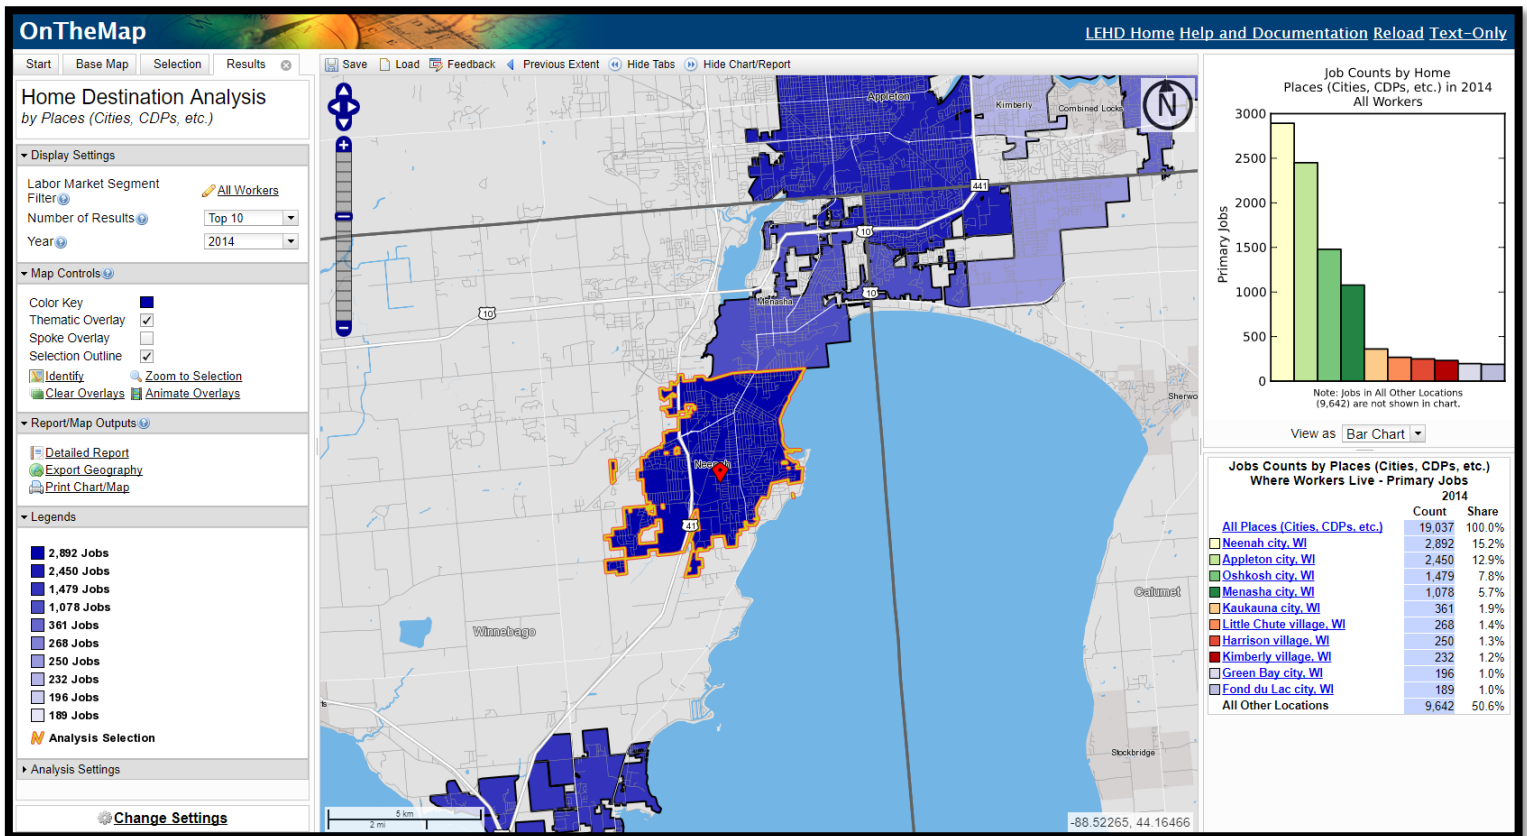 OnTheMap
LEHD Home Help and Documentation Reload Text-Only
Start Base Map Selection Results
Save Load Feedback Previous Extent Hide Tabs Hide Chart/Report
Home Destination Analysis
by Places (Cities, CDPs, etc.)
Display Settings
Labor Market Segment
Filter All Workers
Number of Results Top 10
Year 2014
Map Controls
Color Key
Thematic Overlay
Spoke Overlay
Selection Outline
Identify Zoom to Selection
Clear Overlays Animate Overlays
Report/Map Outputs
Detailed Report
Export Geography
Print Chart/Map
Legends
2,892 Jobs
2,450 Jobs
1,479 Jobs
1,078 Jobs
361 Jobs
268 Jobs
250 Jobs
232 Jobs
196 Jobs
189 Jobs
Analysis Selection
Analysis Settings
Change Settings
Appleton
Kimberly
Combined Locks
N
441
10
10
10
Menasha
Sherwo
Neenah
41
Calumet
Winnebago
Stockbridge
5 km
2 mi
-88.52265, 44.16466
Job Counts by Home
Places (Cities, CDPs, etc.) in 2014
All Workers
3000
2500
2000
1500
1000
500
0
Primary Jobs
Note: Jobs in All Other Locations
(9,642) are not shown in chart.
View as Bar Chart
Jobs Counts by Places (Cities, CDPs, etc.)
Where Workers Live - Primary Jobs
2014
Count Share
All Places (Cities, CDPs, etc.) 19,037 100.0%
Neenah city, WI 2,892 15.2%
Appleton city, WI 2,450 12.9%
Oshkosh city, WI 1,479 7.8%
Menasha city, WI 1,078 5.7%
Kaukauna city, WI 361 1.9%
Little Chute village, WI 268 1.4%
Harrison village, WI 250 1.3%
Kimberly village, WI 232 1.2%
Green Bay city, WI 196 1.0%
Fond du Lac city, WI 189 1.0%
All Other Locations 9,642 50.6%